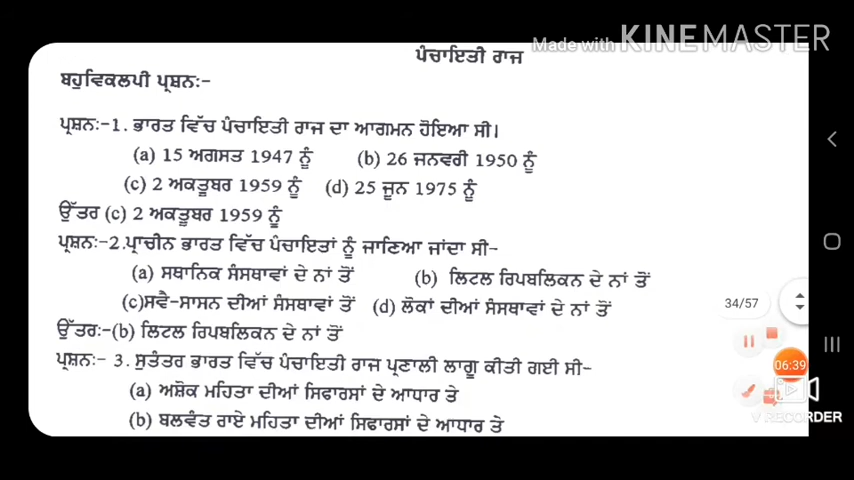 Made with KINEMASTER
ਪੰਚਾਇਤੀ ਰਾਜ
ਬਹੁਵਿਕਲਪੀ ਪ੍ਰਸ਼ਨ:-
ਪ੍ਰਸ਼ਨ:-1. ਭਾਰਤ ਵਿੱਚ ਪੰਚਾਇਤੀ ਰਾਜ ਦਾ ਆਗਮਨ ਹੋਇਆ ਸੀ।
(a) 15 ਅਗਸਤ 1947 ਨੂੰ (b) 26 ਜਨਵਰੀ 1950 ਨੂੰ
(c) 2 ਅਕਤੂਬਰ 1959 ਨੂੰ (d) 25 ਜੂਨ 1975 ਨੂੰ
ਉੱਤਰ (c) 2 ਅਕਤੂਬਰ 1959 ਨੂੰ
ਪ੍ਰਸ਼ਨ:-2.ਪ੍ਰਾਚੀਨ ਭਾਰਤ ਵਿੱਚ ਪੰਚਾਇਤਾਂ ਨੂੰ ਜਾਣਿਆ ਜਾਂਦਾ ਸੀ-
(a) ਸਥਾਨਿਕ ਸੰਸਥਾਵਾਂ ਦੇ ਨਾਂ ਤੋਂ (b) ਲਿਟਲ ਰਿਪਬਲਿਕਨ ਦੇ ਨਾਂ ਤੋਂ
(c)ਸਵੈ-ਸਾਸਨ ਦੀਆਂ ਸੰਸਥਾਵਾਂ ਤੋਂ (d) ਲੋਕਾਂ ਦੀਆਂ ਸੰਸਥਾਵਾਂ ਦੇ ਨਾਂ ਤੋਂ
34/57
ਉੱਤਰ:-(b) ਲਿਟਲ ਰਿਪਬਲਿਕਨ ਦੇ ਨਾਂ ਤੋਂ
ਪ੍ਰਸ਼ਨ:- 3. ਸੁਤੰਤਰ ਭਾਰਤ ਵਿੱਚ ਪੰਚਾਇਤੀ ਰਾਜ ਪ੍ਰਣਾਲੀ ਲਾਗੂ ਕੀਤੀ ਗਈ ਸੀ-
06:39
(a) ਅਸ਼ੋਕ ਮਹਿਤਾ ਦੀਆਂ ਸਿਫਾਰਸਾਂ ਦੇ ਆਧਾਰ ਤੇ
V RECORDER
(b) ਬਲਵੰਤ ਰਾਏ ਮਹਿਤਾ ਦੀਆਂ ਸਿਫਾਰਸਾਂ ਦੇ ਆਧਾਰ ਤੇ